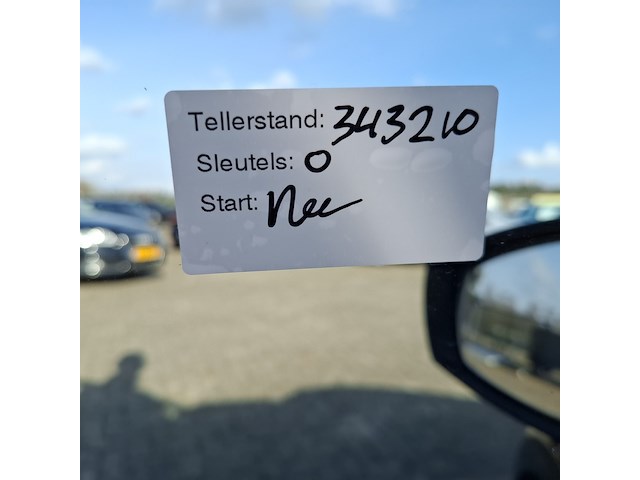 Tellerstand: 343210
Sleutels: 0
Start: Nee